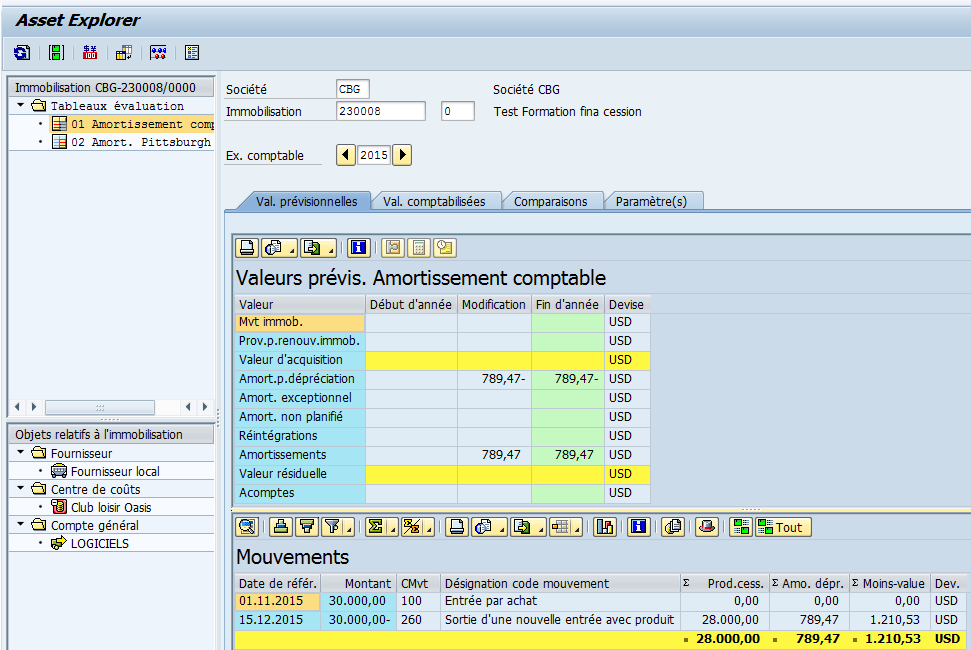 Asset Explorer
Immobilisation CBG-230008/0000
Tableaux évaluation
01 Amortissement comp
02 Amort. Pittsburgh
Société CBG Société CBG
Immobilisation 230008 0 Test Formation fina cession
Ex. comptable 2015
Val. prévisionnelles Val. comptabilisées Comparaisons Paramètre(s)
Valeurs prévis. Amortissement comptable
Valeur Début d'année Modification Fin d'année Devise
Mvt immob. USD
Prov.p.renouv.immob. USD
Valeur d'acquisition USD
Amort.p.dépréciation 789,47- 789,47- USD
Amort. exceptionnel USD
Amort. non planifié USD
Réintégrations USD
Amortissements 789,47 789,47 USD
Valeur résiduelle USD
Acomptes USD
Objets relatifs à l'immobilisation
Fournisseur
Fournisseur local
Centre de coûts
Club loisir Oasis
Compte général
LOGICIELS
Tout
Mouvements
Date de référ. Montant CMvt Désignation code mouvement Σ Prod.cess. Σ Amo. dépr. Σ Moins-value Dev.
01.11.2015 30.000,00 100 Entrée par achat 0,00 0,00 0,00 USD
15.12.2015 30.000,00- 260 Sortie d'une nouvelle entrée avec produit 28.000,00 789,47 1.210,53 USD
28.000,00 789,47 1.210,53 USD